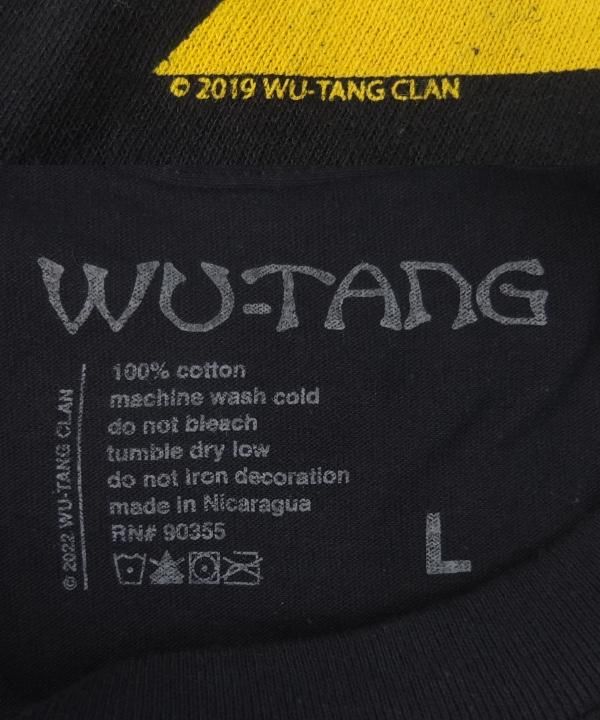 © 2019 WU-TANG CLAN
WU-TANG
100% cotton
machine wash cold
do not bleach
tumble dry low
do not iron decoration
made in Nicaragua
RN# 90355
© 2022 WU-TANG CLAN
L